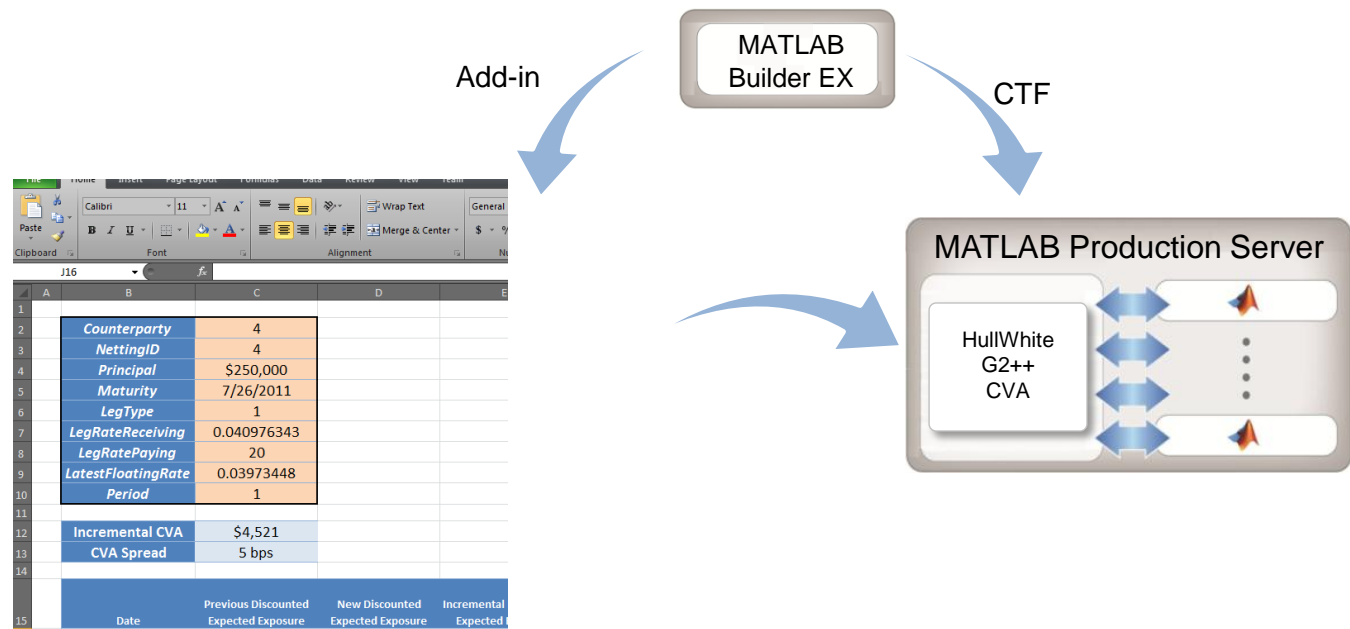 MATLAB
Builder EX
Add-in
CTF
File Home Insert Page Layout Formulas Data Review View Team
Calibri 11 A A Wrap Text General
Paste B I U A Merge & Center $ %
Clipboard Font Alignment
J16 fx
A B C D E
1
2 Counterparty 4
3 NettingID 4
4 Principal $250,000
5 Maturity 7/26/2011
6 LegType 1
7 LegRateReceiving 0.040976343
8 LegRatePaying 20
9 LatestFloatingRate 0.03973448
10 Period 1
11
12 Incremental CVA $4,521
13 CVA Spread 5 bps
14
Previous Discounted New Discounted Incremental
15 Date Expected Exposure Expected Exposure Expected
MATLAB Production Server
HullWhite
G2++
CVA